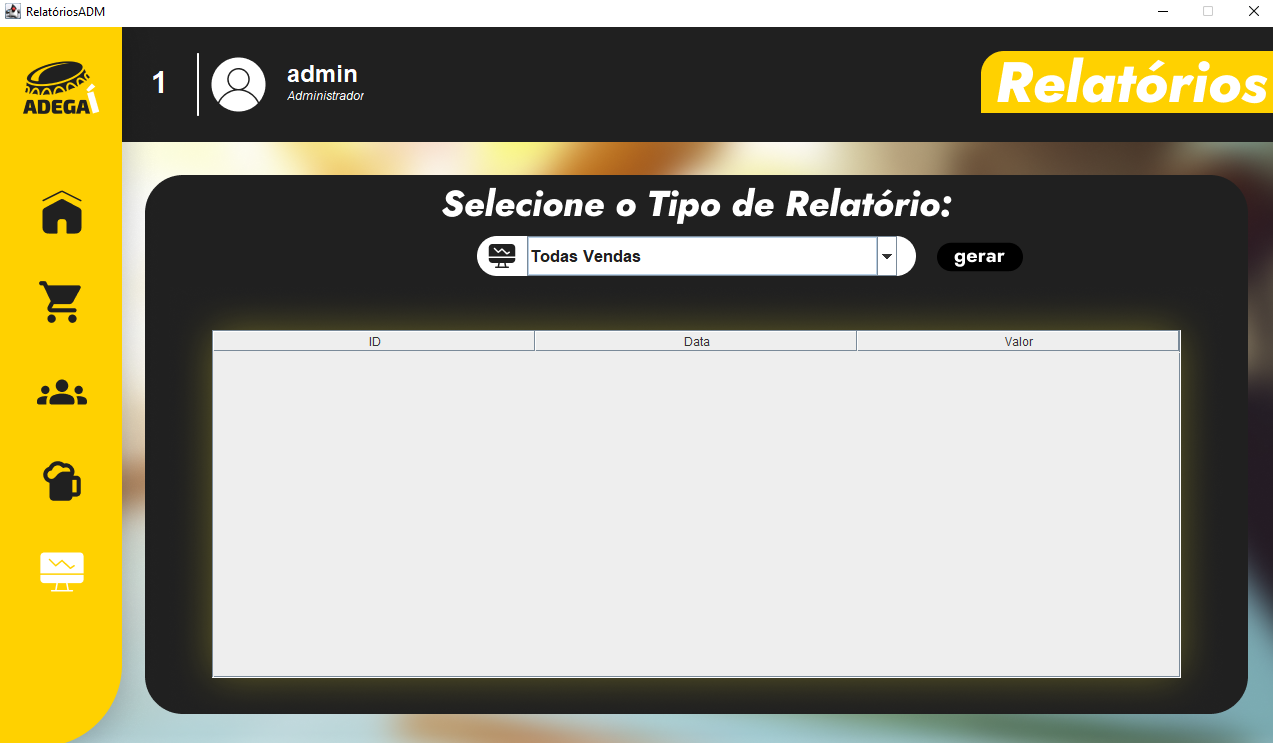 RelatóriosADM
ADEGAÍ
1
admin
Administrador
Relatórios
Selecione o Tipo de Relatório:
Todas Vendas
gerar
ID Data Valor